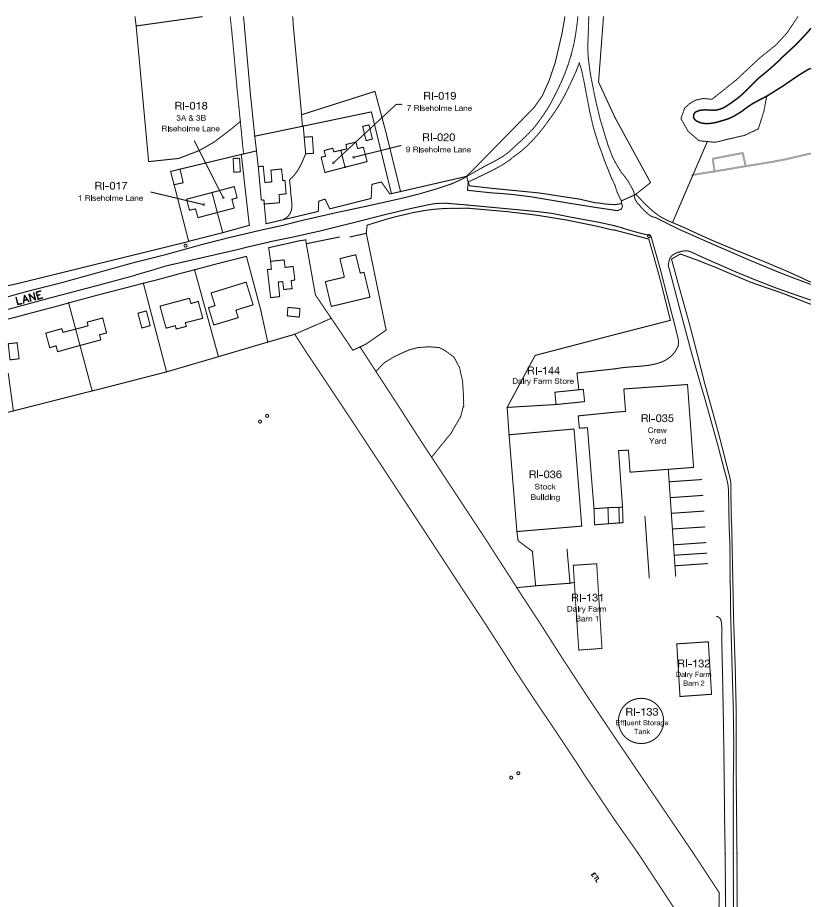 RI-019
7 Riseholme Lane
RI-018
3A & 3B
Riseholme Lane
RI-020
9 Riseholme Lane
RI-017
1 Riseholme Lane
LANE
RI-144
Dairy Farm Store
RI-035
Crew
Yard
RI-036
Stock
Building
RI-131
Dairy Farm
Barn 1
RI-132
Dairy Farm
Barn 2
RI-133
Effluent Storage
Tank
ETL